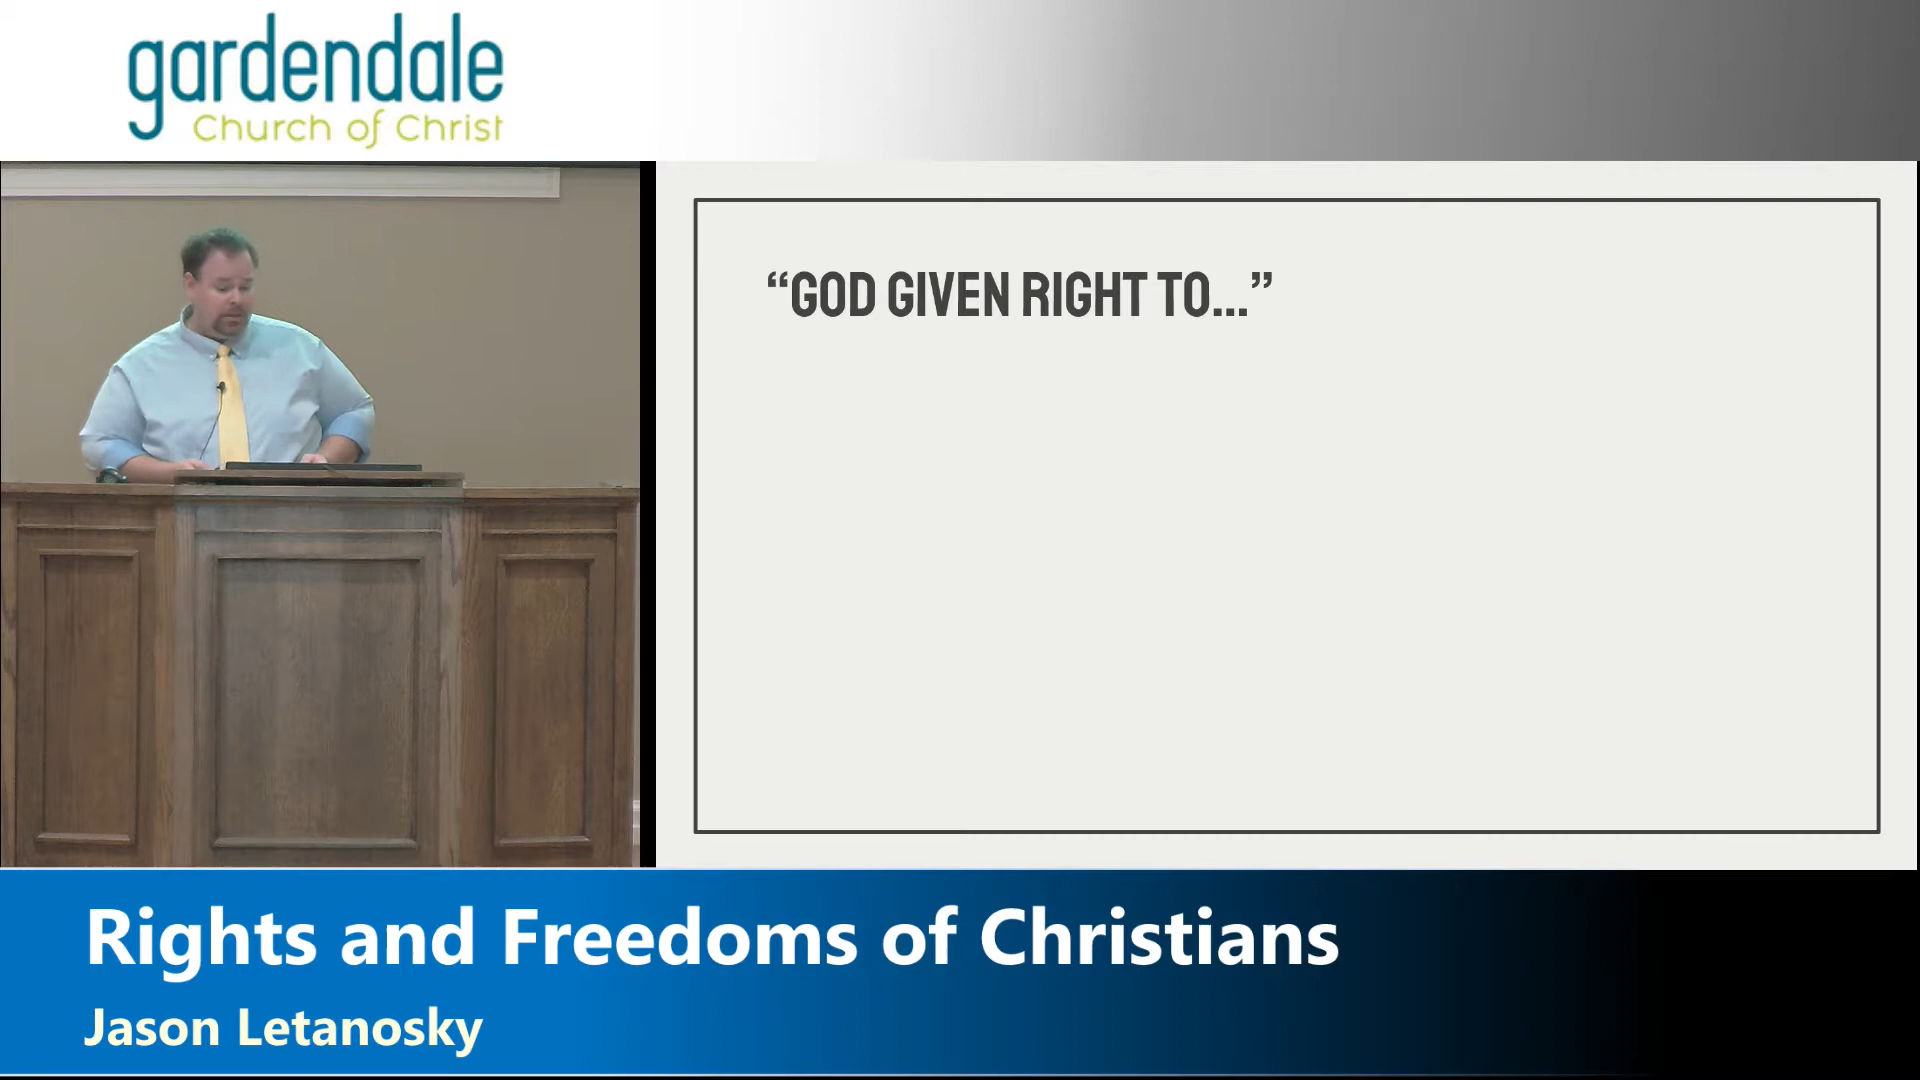 gardendale
Church of Christ
“GOD GIVEN RIGHT TO...”
Rights and Freedoms of Christians
Jason Letanosky